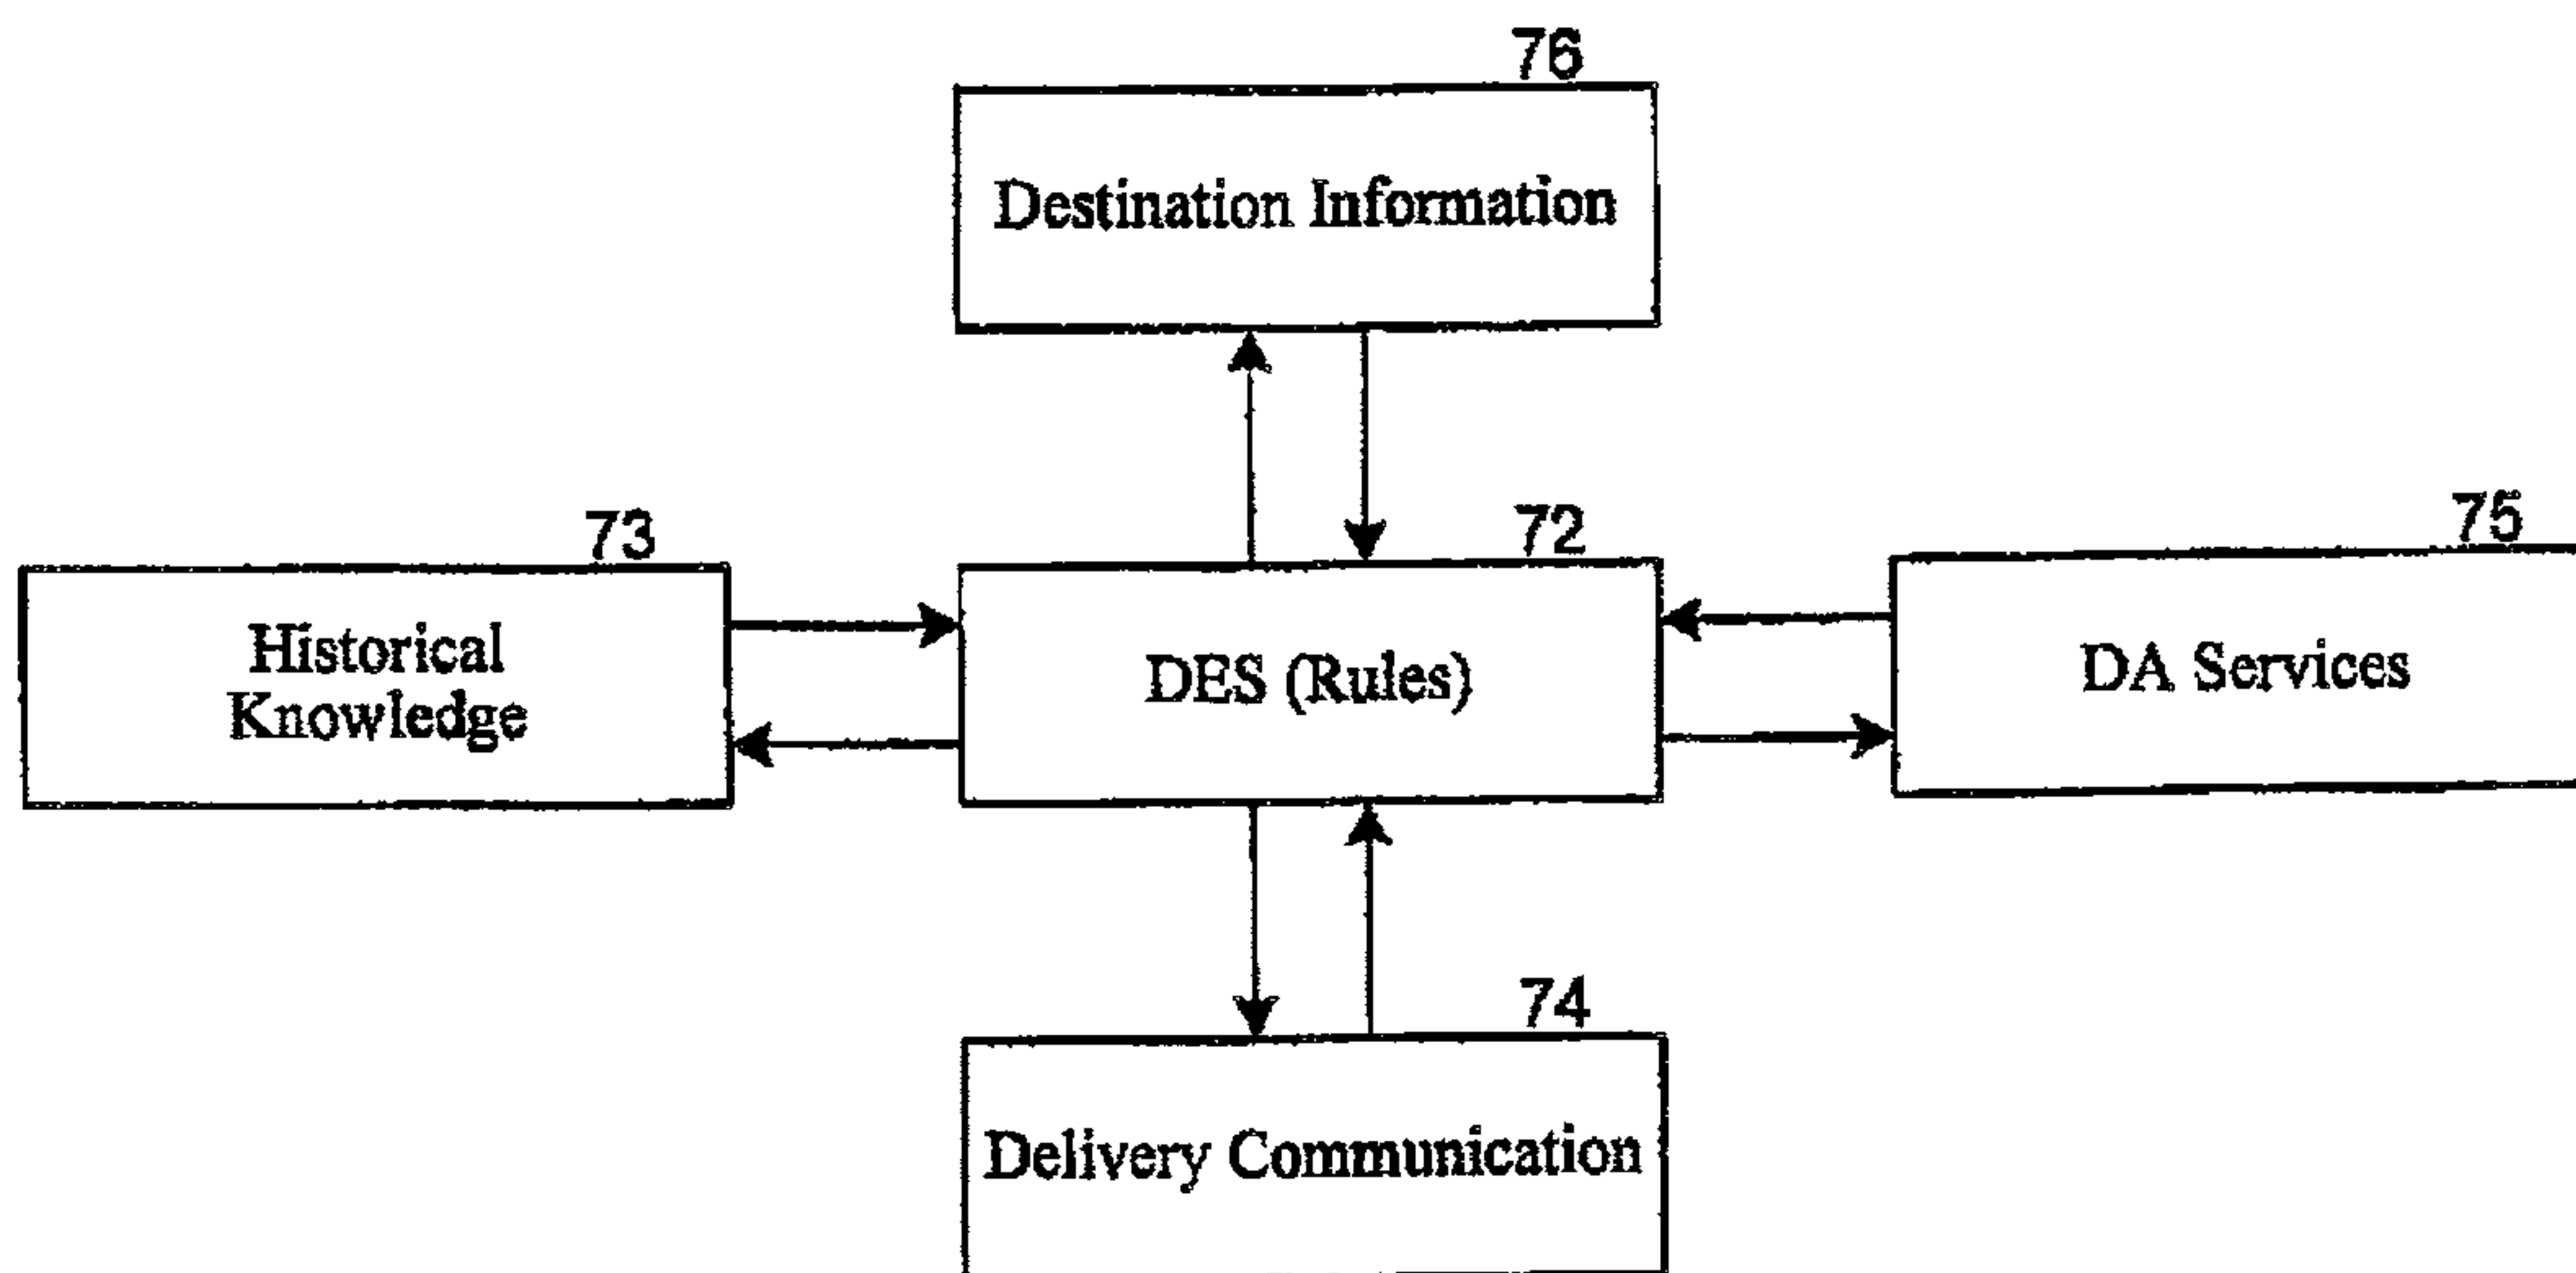 76
Destination Information
73
72
75
Historical
Knowledge
DES (Rules)
DA Services
74
Delivery Communication